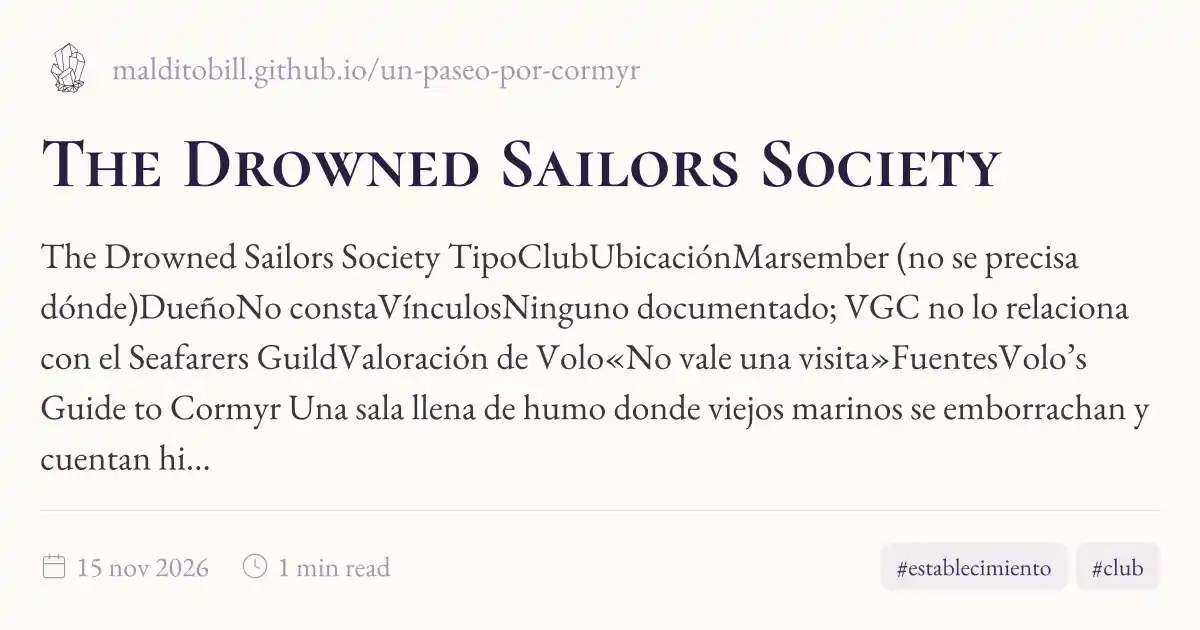 malditobill.github.io/un-paseo-por-cormyr
The Drowned Sailors Society
The Drowned Sailors Society TipoClubUbicaciónMarsember (no se precisa
dónde)DueñoNo constaVínculosNinguno documentado; VGC no lo relaciona
con el Seafarers GuildValoración de Volo«No vale una visita»FuentesVolo’s
Guide to Cormyr Una sala llena de humo donde viejos marinos se emborrachan y
cuentan hi...
15 nov 2026 1 min read #establecimiento #club